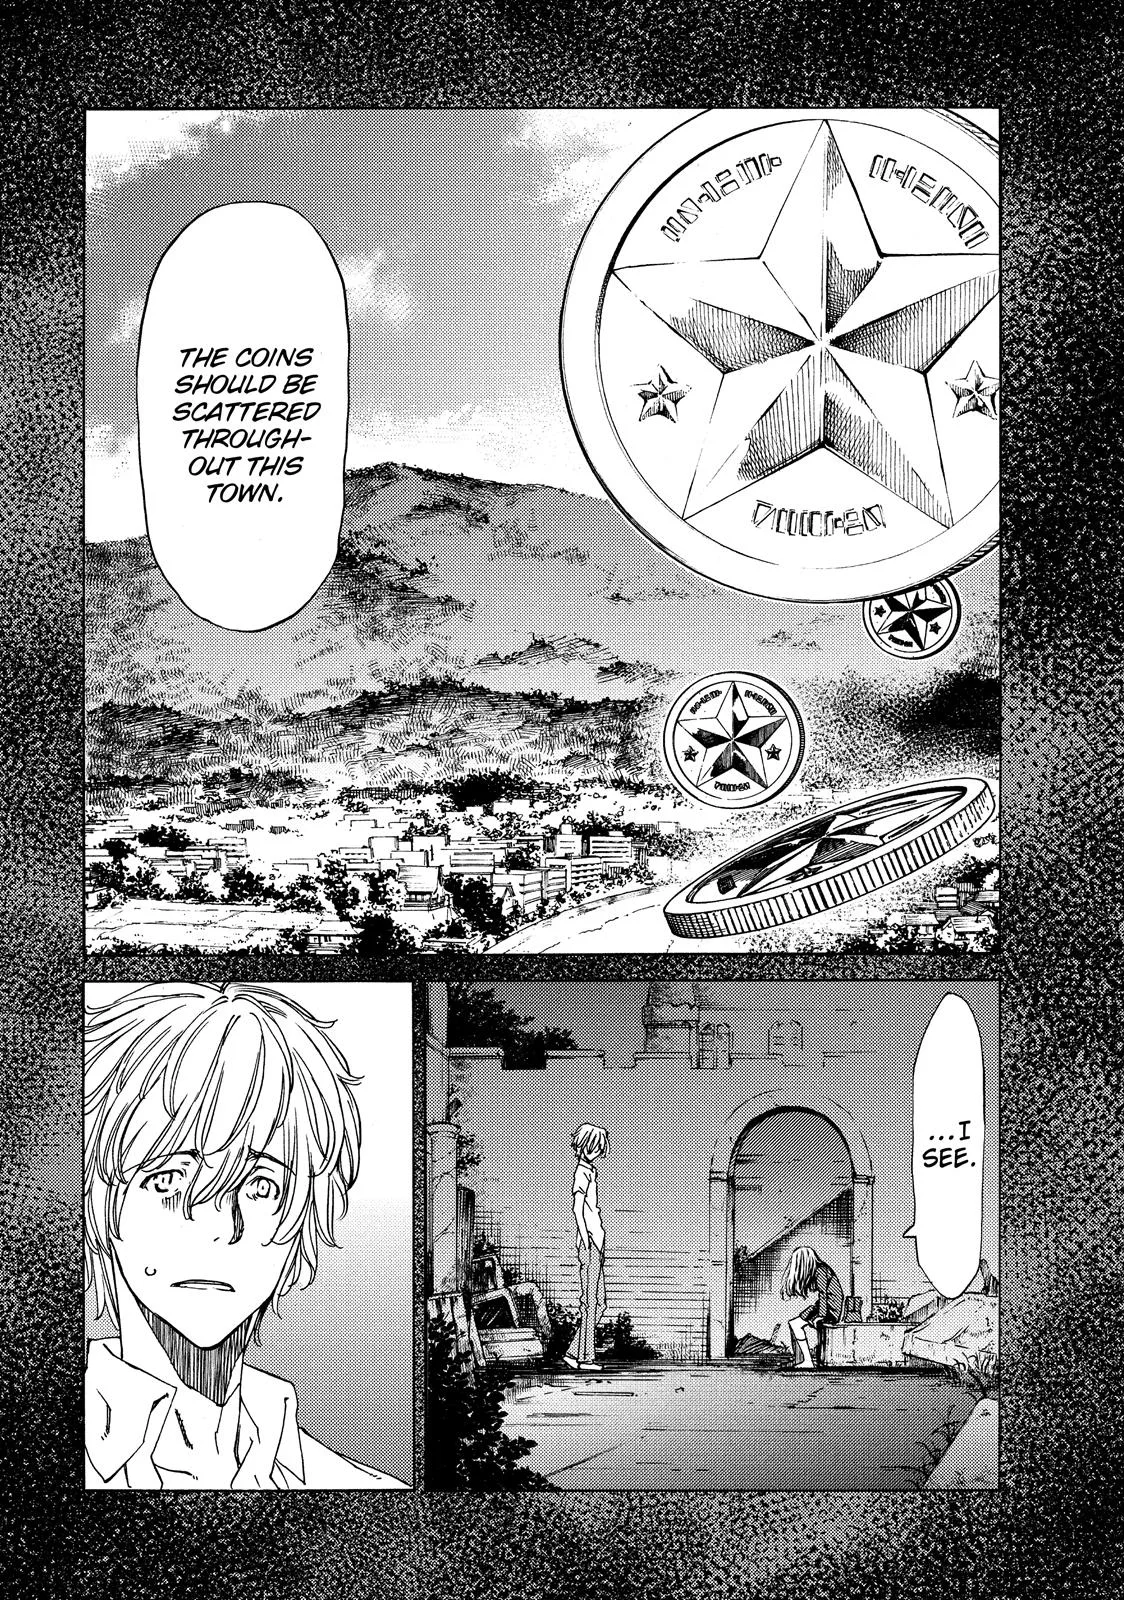 THE COINS
SHOULD BE
SCATTERED
THROUGH-
OUT THIS
TOWN.
...I
SEE.